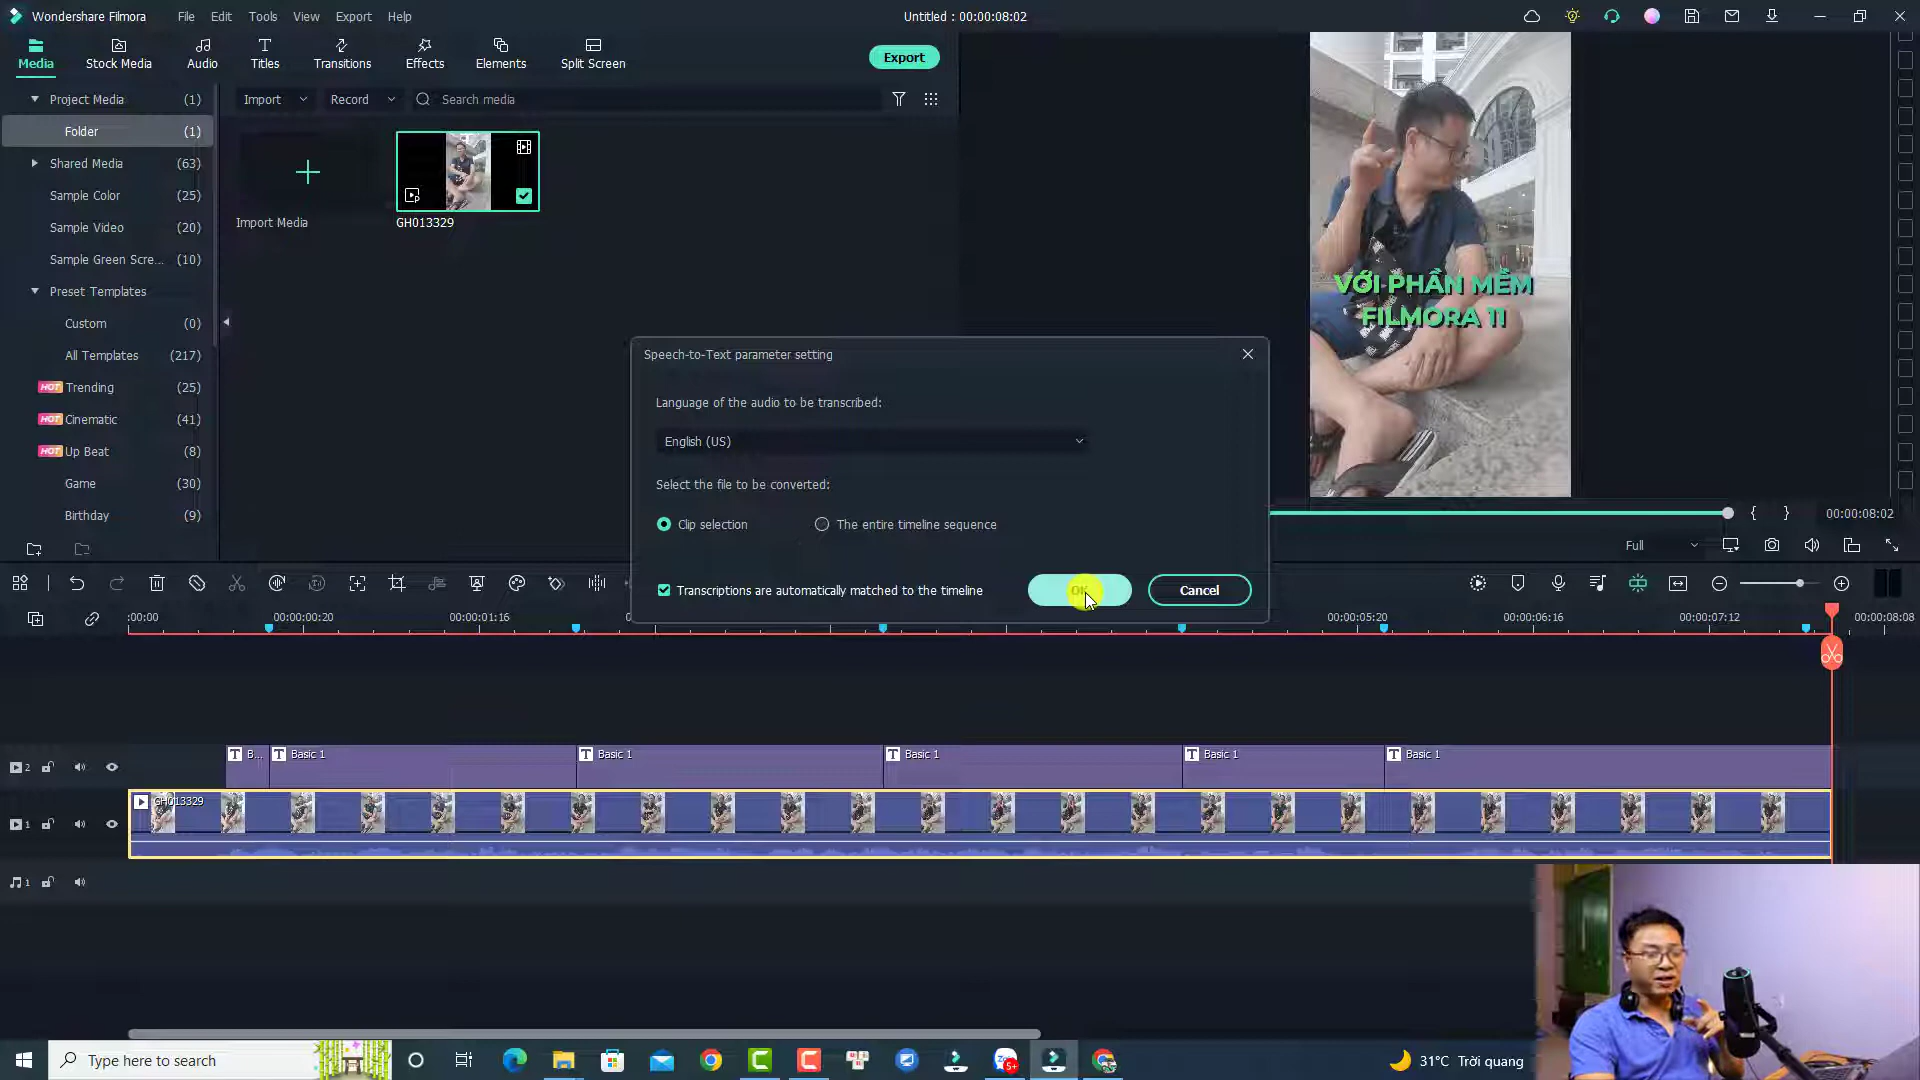 Wondershare Filmora
File
Edit
Tools
View
Export
Help
Untitled : 00:00:08:02
Media
Stock Media
Audio
Titles
Transitions
Effects
Elements
Split Screen
Export
Project Media (1)
Folder (1)
Shared Media (63)
Sample Color (25)
Sample Video (20)
Sample Green Scre... (10)
Preset Templates
Custom (0)
All Templates (217)
HOT Trending (25)
HOT Cinematic (41)
HOT Up Beat (8)
Game (30)
Birthday (9)
Import
Record
Search media
Import Media
GH013329
VỚI PHẦN MỀM
FILMORA 11
Speech-to-Text parameter setting
Language of the audio to be transcribed:
English (US)
Select the file to be converted:
Clip selection
The entire timeline sequence
Transcriptions are automatically matched to the timeline
OK
Cancel
00:00:08:02
Full
:00:00
00:00:00:20
00:00:01:16
00:00:05:20
00:00:06:16
00:00:07:12
00:00:08:08
2
B...
Basic 1
Basic 1
Basic 1
Basic 1
Basic 1
1
GH013329
1
Type here to search
5+
31°C Trời quang